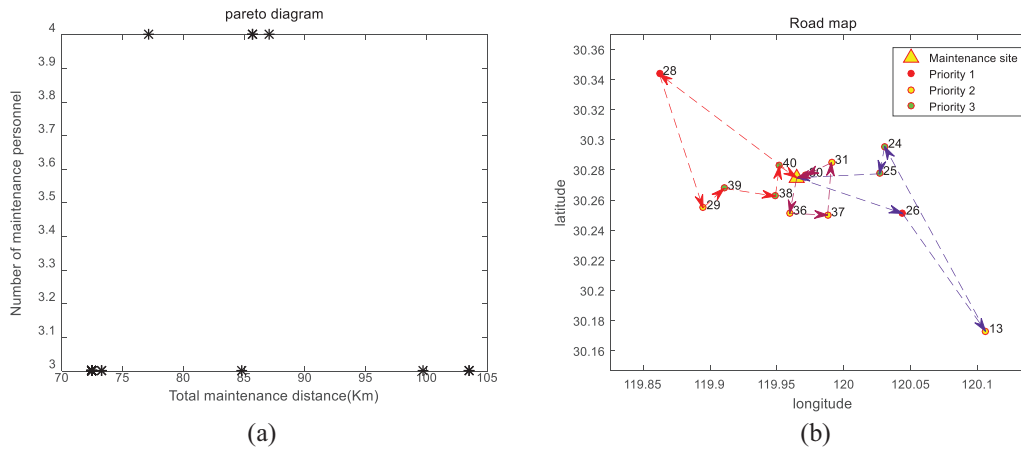 pareto diagram
4
3.9
3.8
3.7
3.6
3.5
3.4
3.3
3.2
3.1
3
Number of maintenance personnel
70 75 80 85 90 95 100 105
Total maintenance distance(Km)
(a)
Road map
Maintenance site
Priority 1
Priority 2
Priority 3
30.36
30.34
30.32
30.3
30.28
30.26
30.24
30.22
30.2
30.18
30.16
latitude
28
24
31
40
25
39
38
29
36
37
26
13
119.85 119.9 119.95 120 120.05 120.1
longitude
(b)